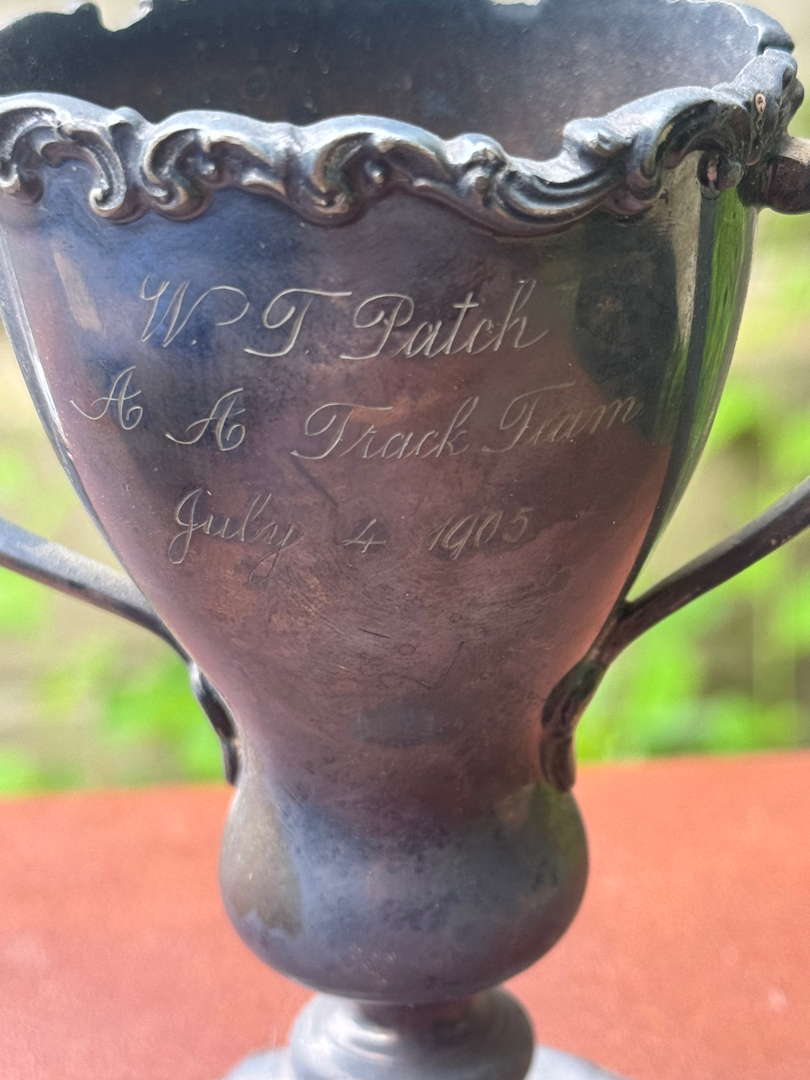 W. T. Patch
A A Track Team
July 4 1905